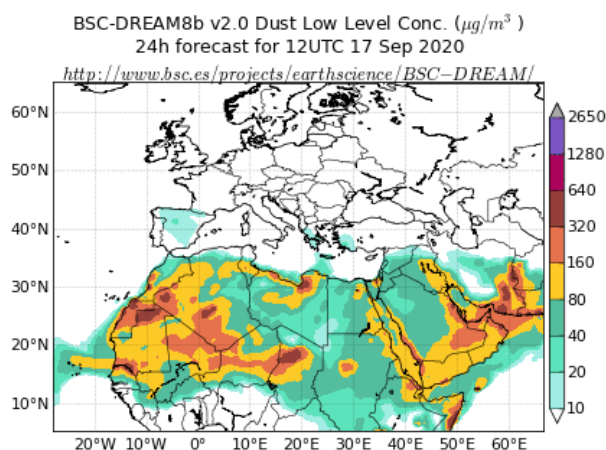 BSC-DREAM8b v2.0 Dust Low Level Conc. (μg/m³ )
24h forecast for 12UTC 17 Sep 2020
http://www.bsc.es/projects/earthscience/BSC−DREAM/
60°N
50°N
40°N
30°N
20°N
10°N
20°W 10°W 0° 10°E 20°E 30°E 40°E 50°E 60°E
2650
1280
640
320
160
80
40
20
10